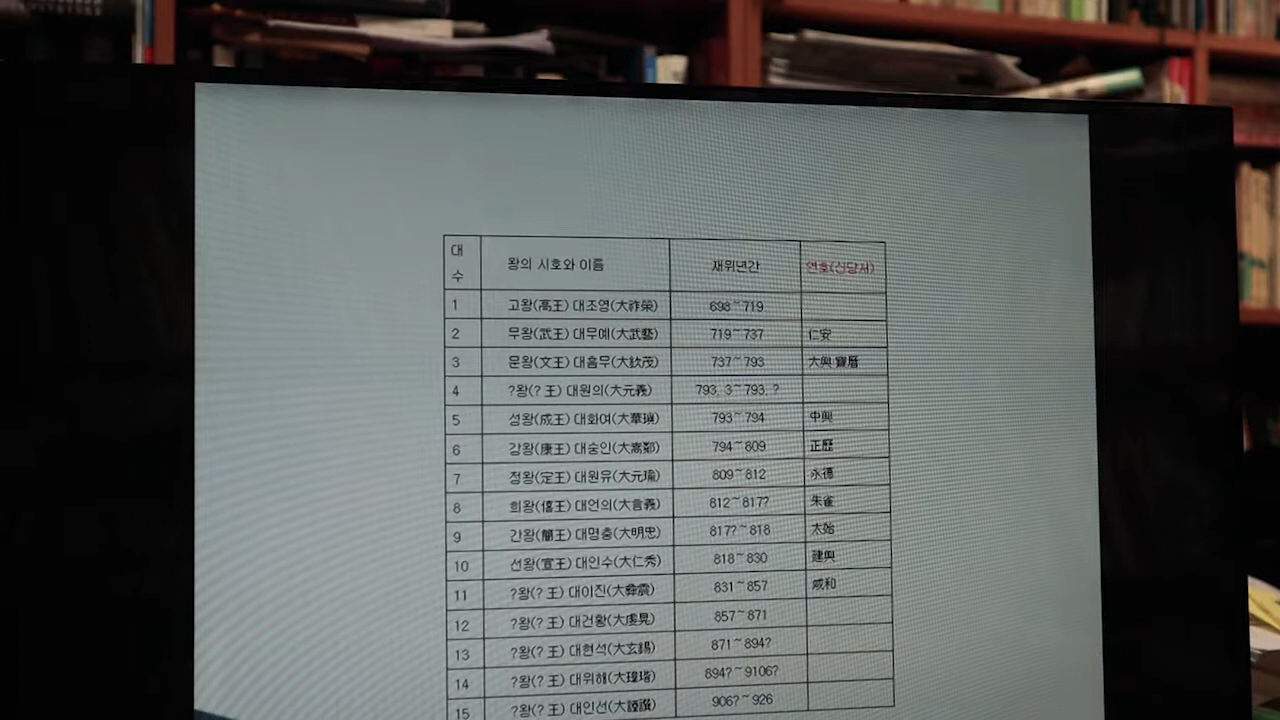 대수 왕의 시호와 이름 재위년간 연호(신당서)
1 고왕(高王) 대조영(大祚榮) 698~719
2 무왕(武王) 대무예(大武藝) 719~737 仁安
3 문왕(文王) 대흠무(大欽茂) 737~793 大興 寶曆
4 ?왕(? 王) 대원의(大元義) 793. 3~793. ?
5 성왕(成王) 대화여(大華璵) 793~794 中興
6 강왕(康王) 대숭인(大嵩鄰) 794~809 正歷
7 정왕(定王) 대원유(大元瑜) 809~812 永德
8 희왕(僖王) 대언의(大言義) 812~817? 朱雀
9 간왕(簡王) 대명충(大明忠) 817?~818 太始
10 선왕(宣王) 대인수(大仁秀) 818~830 建興
11 ?왕(? 王) 대이진(大彝震) 831~857 咸和
12 ?왕(? 王) 대건황(大虔晃) 857~871
13 ?왕(? 王) 대현석(大玄錫) 871~894?
14 ?왕(? 王) 대위해(大瑋瑎) 894?~9106?
15 ?왕(? 王) 대인선(大諲譔) 906?~926